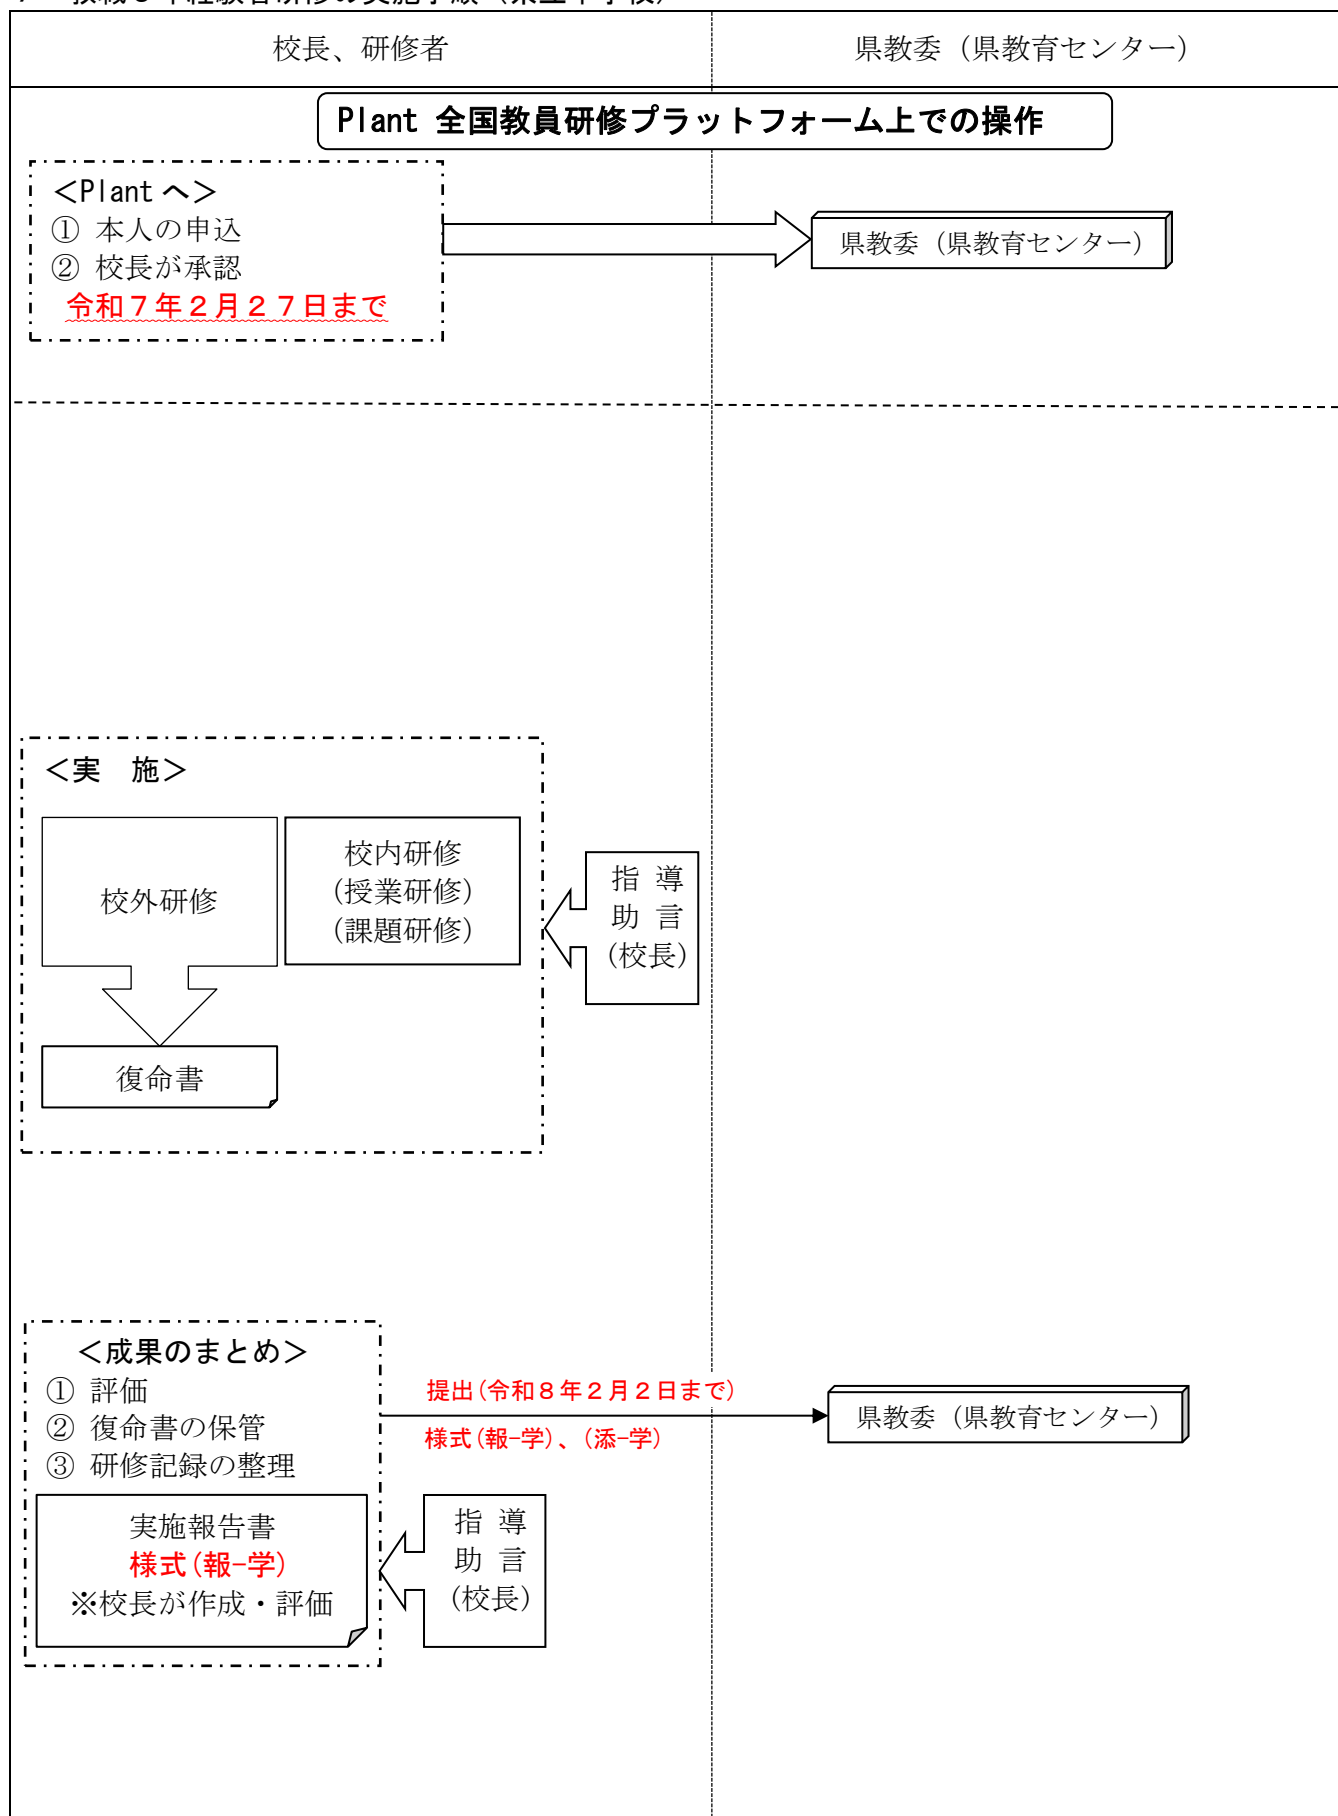 校長、研修者
県教委（県教育センター）
Plant 全国教員研修プラットフォーム上での操作
＜Plant へ＞
① 本人の申込
② 校長が承認
令和７年２月２７日まで
県教委（県教育センター）
＜実　施＞
校外研修
校内研修
(授業研修)
(課題研修)
指 導
助 言
(校長)
復命書
＜成果のまとめ＞
① 評価
② 復命書の保管
③ 研修記録の整理
提出(令和８年２月２日まで)
様式(報-学)、(添-学)
県教委（県教育センター）
実施報告書
様式(報-学)
※校長が作成・評価
指 導
助 言
(校長)